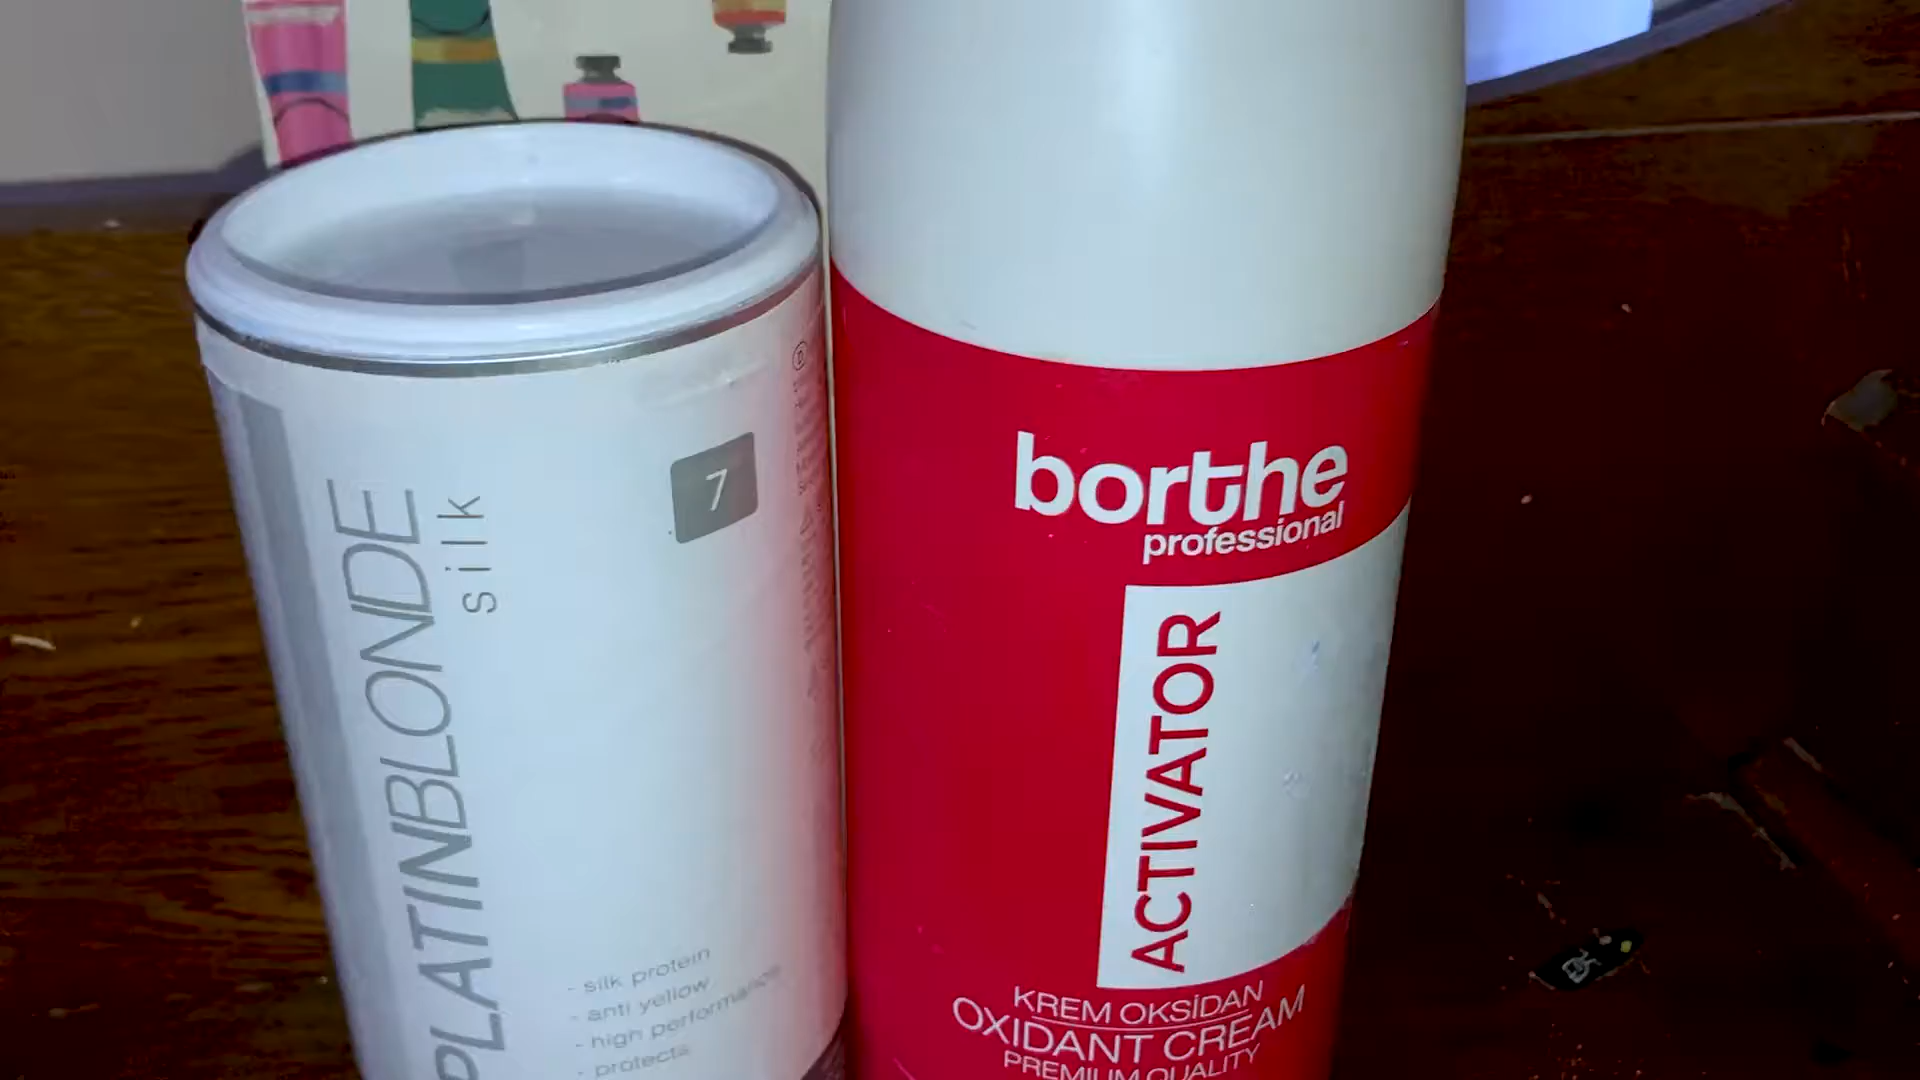 PLATINBLONDE
silk
7
- silk protein
- anti yellow
- high performance
- protects
borthe
professional
ACTIVATOR
KREM OKSİDAN
OXIDANT CREAM
PREMIUM QUALITY